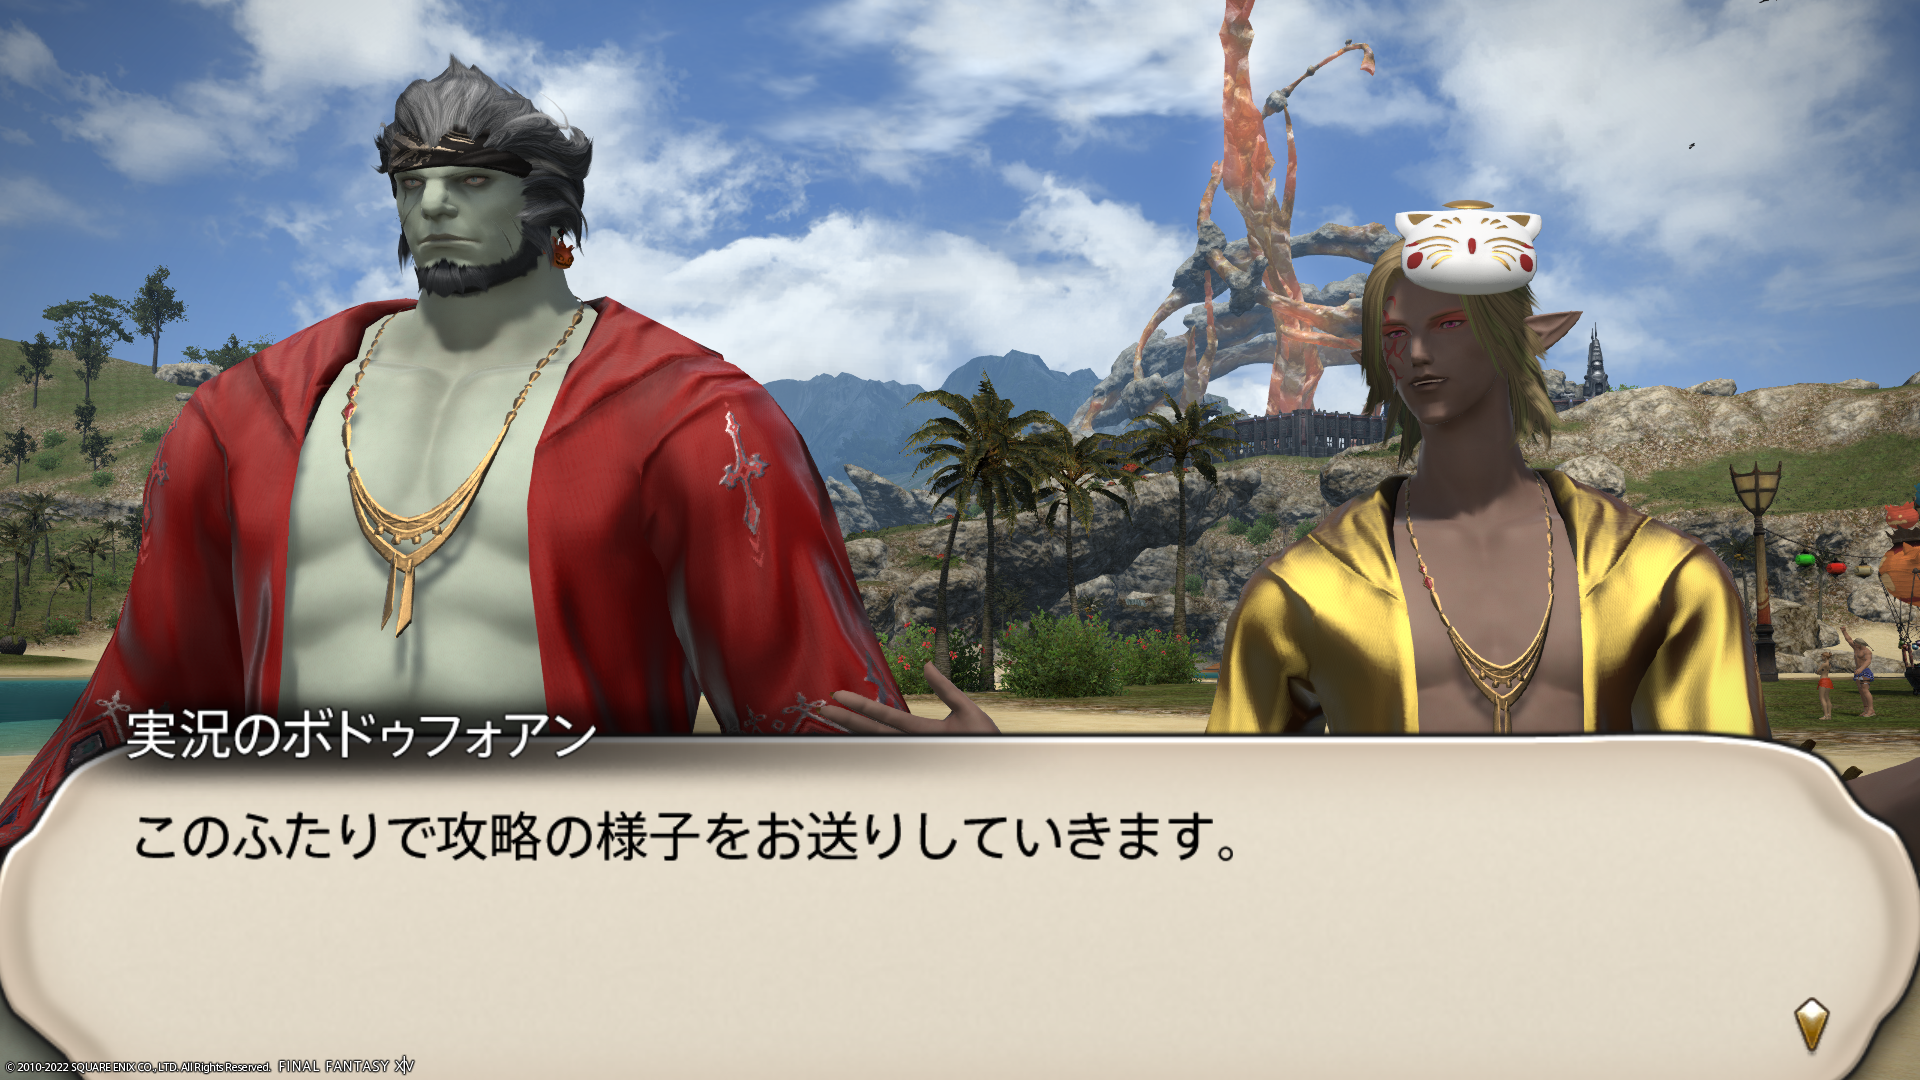 実況のボドゥフォアン
このふたりで攻略の様子をお送りしていきます。
© 2010-2022 SQUARE ENIX CO., LTD. All Rights Reserved. FINAL FANTASY XIV